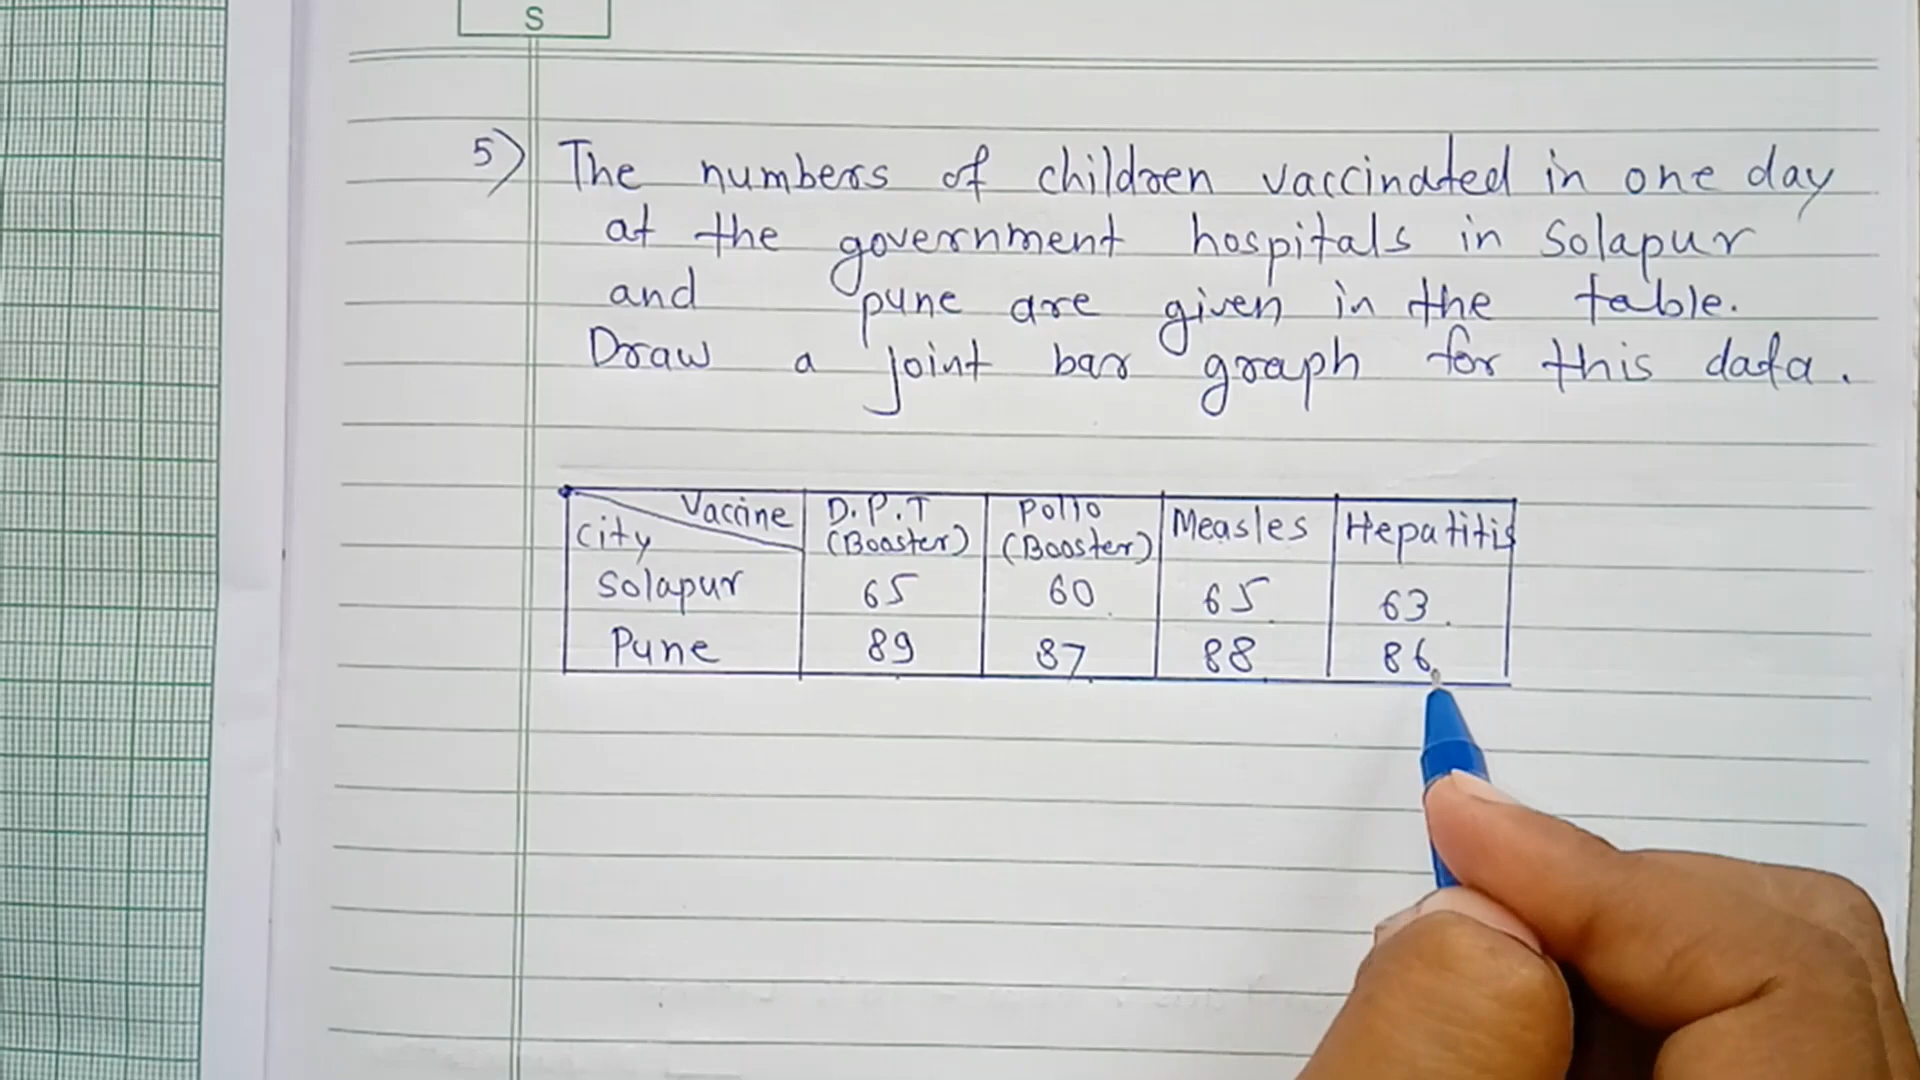 S
5) The numbers of children vaccinated in one day
at the government hospitals in Solapur
and pune are given in the table.
Draw a joint bar graph for this data.
Vaccine D.P.T Polio Measles Hepatitis
City (Booster) (Booster)
Solapur 65 60 65 63
Pune 89 87 88 86